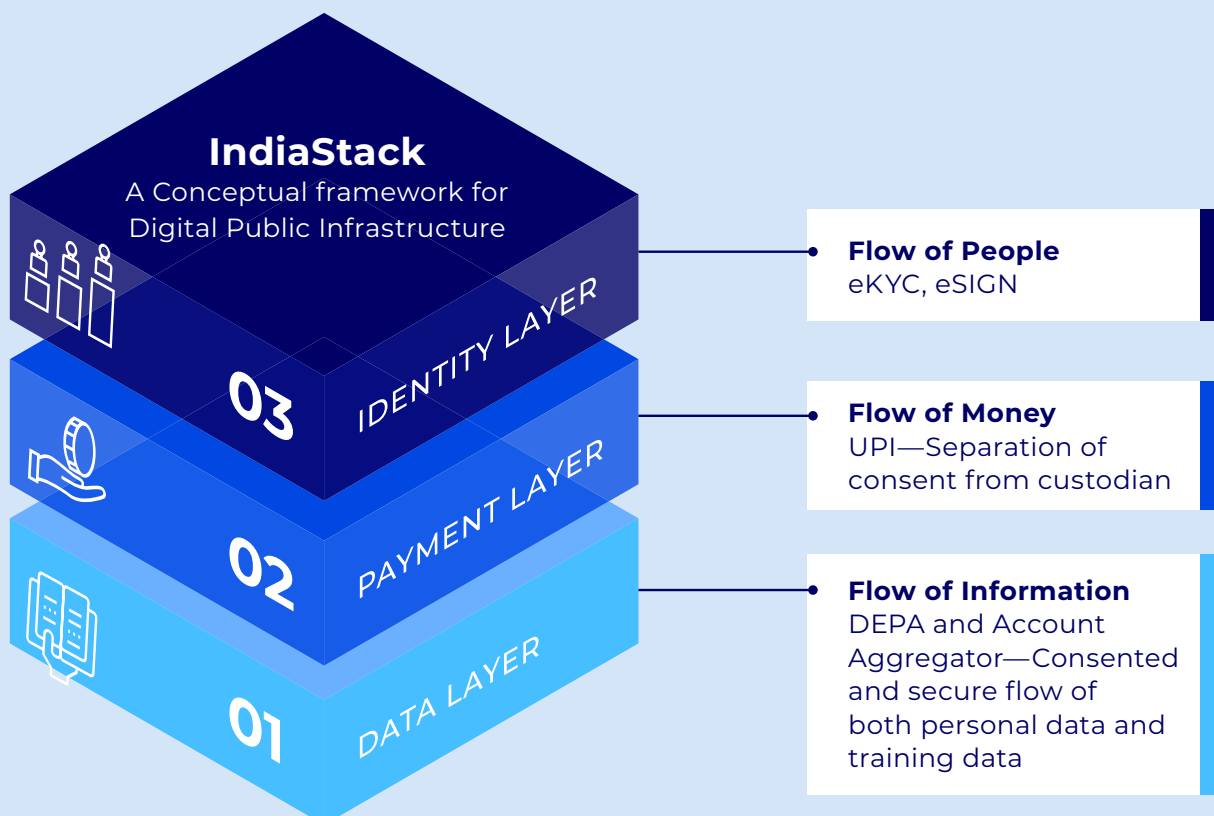 IndiaStack
A Conceptual framework for
Digital Public Infrastructure
IDENTITY LAYER
03
Flow of People
eKYC, eSIGN
PAYMENT LAYER
02
Flow of Money
UPI—Separation of
consent from custodian
DATA LAYER
01
Flow of Information
DEPA and Account
Aggregator—Consented
and secure flow of
both personal data and
training data